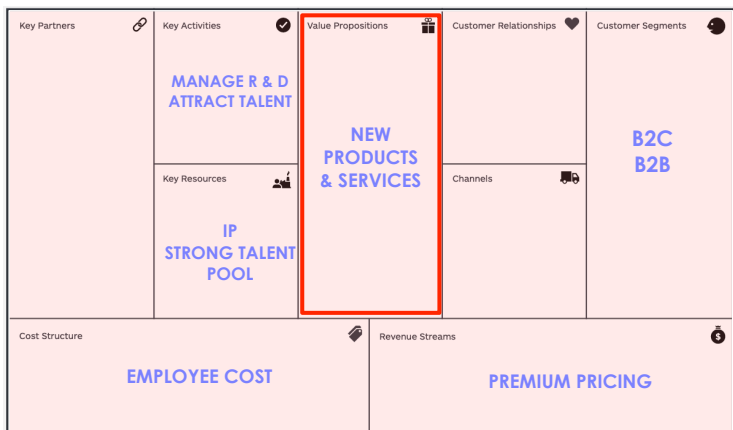 Key Partners
Key Activities
MANAGE R & D
ATTRACT TALENT
Key Resources
IP
STRONG TALENT
POOL
Value Propositions
NEW
PRODUCTS
& SERVICES
Customer Relationships
Channels
Customer Segments
B2C
B2B
Cost Structure
EMPLOYEE COST
Revenue Streams
$
PREMIUM PRICING